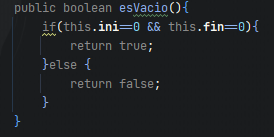 public boolean esVacio(){
if(this.ini==0 && this.fin==0){
return true;
}else {
return false;
}
}